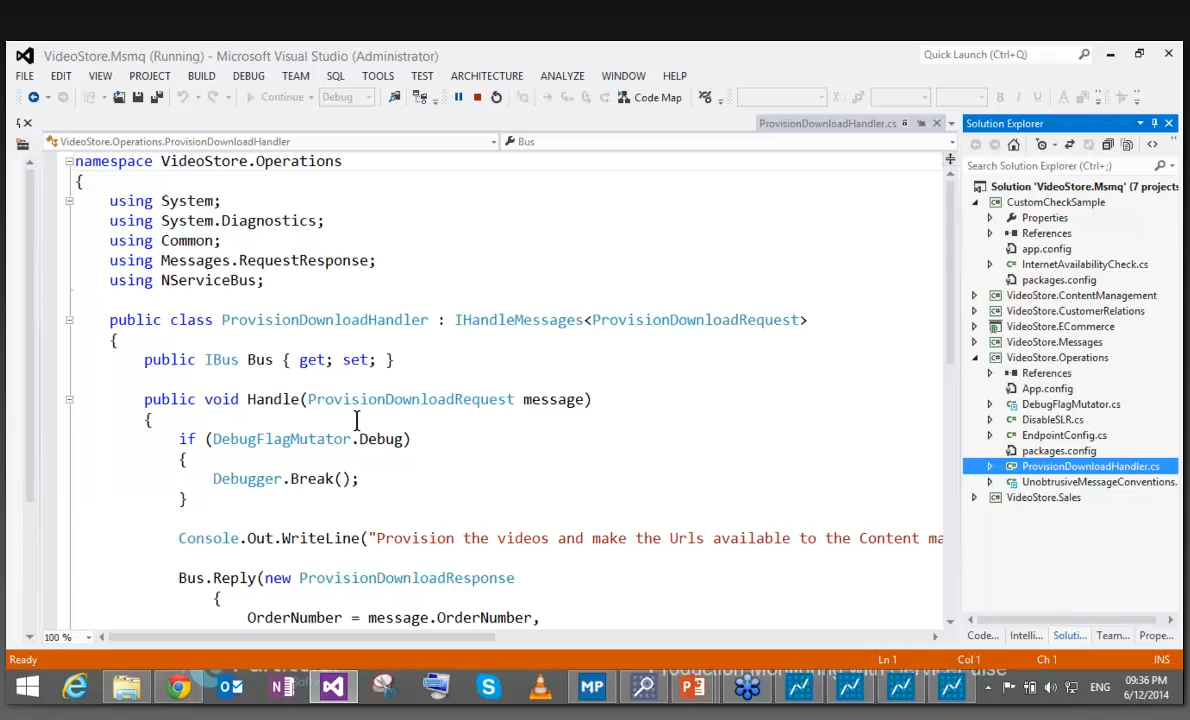 VideoStore.Msmq (Running) - Microsoft Visual Studio (Administrator)
Quick Launch (Ctrl+Q)
FILE EDIT VIEW PROJECT BUILD DEBUG TEAM SQL TOOLS TEST ARCHITECTURE ANALYZE WINDOW HELP
Continue Debug Code Map
ProvisionDownloadHandler.cs
VideoStore.Operations.ProvisionDownloadHandler Bus
namespace VideoStore.Operations
{
using System;
using System.Diagnostics;
using Common;
using Messages.RequestResponse;
using NServiceBus;
public class ProvisionDownloadHandler : IHandleMessages<ProvisionDownloadRequest>
{
public IBus Bus { get; set; }
public void Handle(ProvisionDownloadRequest message)
{
if (DebugFlagMutator.Debug)
{
Debugger.Break();
}
Console.Out.WriteLine("Provision the videos and make the Urls available to the Content ma
Bus.Reply(new ProvisionDownloadResponse
{
OrderNumber = message.OrderNumber,
100 %
Solution Explorer
Search Solution Explorer (Ctrl+;)
Solution 'VideoStore.Msmq' (7 projects
CustomCheckSample
Properties
References
app.config
InternetAvailabilityCheck.cs
packages.config
VideoStore.ContentManagement
VideoStore.CustomerRelations
VideoStore.ECommerce
VideoStore.Messages
VideoStore.Operations
References
App.config
DebugFlagMutator.cs
DisableSLR.cs
EndpointConfig.cs
packages.config
ProvisionDownloadHandler.cs
UnobtrusiveMessageConventions.
VideoStore.Sales
Code... Intelli... Soluti... Team... Prope...
Ready Ln 1 Col 1 Ch 1 INS
MP
ENG
09:36 PM
6/12/2014